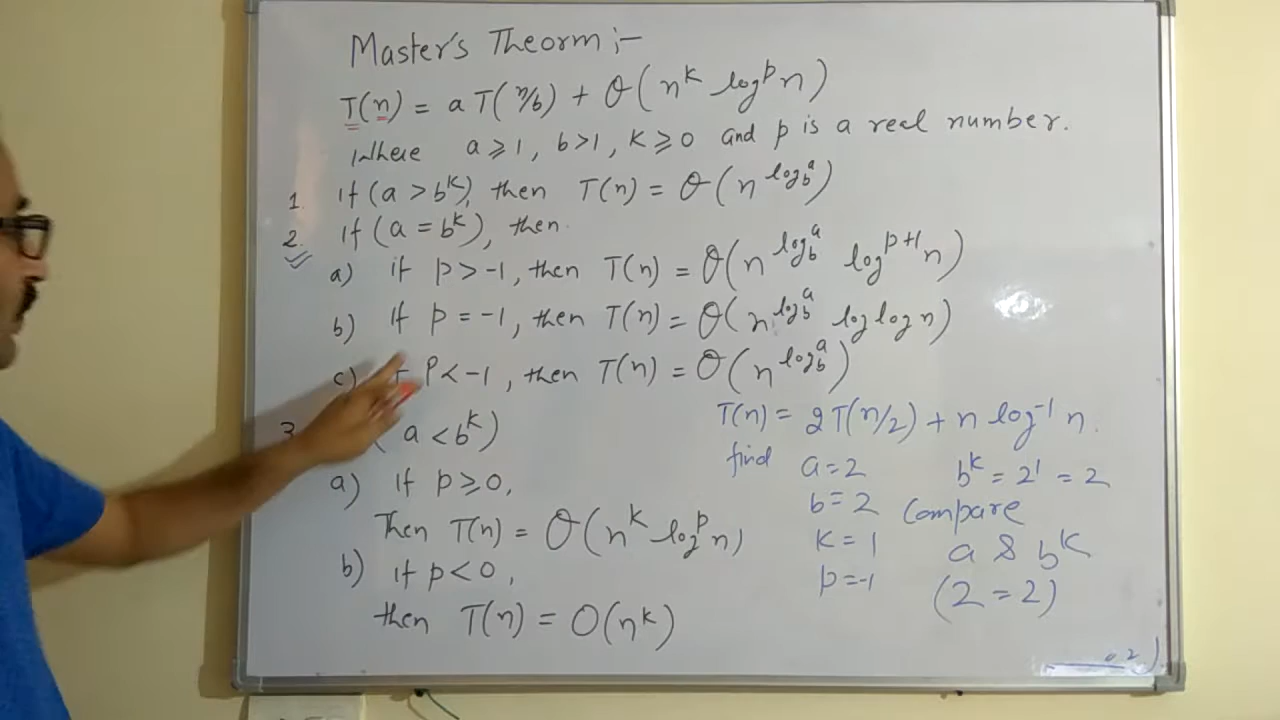 Master's Theorm :-
T(n) = a T(n/b) + θ(n^k log^p n)
Where a ≥ 1, b > 1, k ≥ 0 and p is a real number.
1. if (a > b^k), then T(n) = θ(n^log_b^a)
2. if (a = b^k), then
a) if p > -1, then T(n) = θ(n^log_b^a log^p+1 n)
b) if p = -1, then T(n) = θ(n^log_b^a log log n)
c) if p < -1, then T(n) = θ(n^log_b^a)
3 (a < b^k)
a) if p ≥ 0,
Then T(n) = θ(n^k log^p n)
b) if p < 0,
then T(n) = O(n^k)
T(n) = 2T(n/2) + n log^-1 n.
find a = 2 b^k = 2^1 = 2
b = 2 Compare
k = 1 a & b^k
p = -1 (2 = 2)